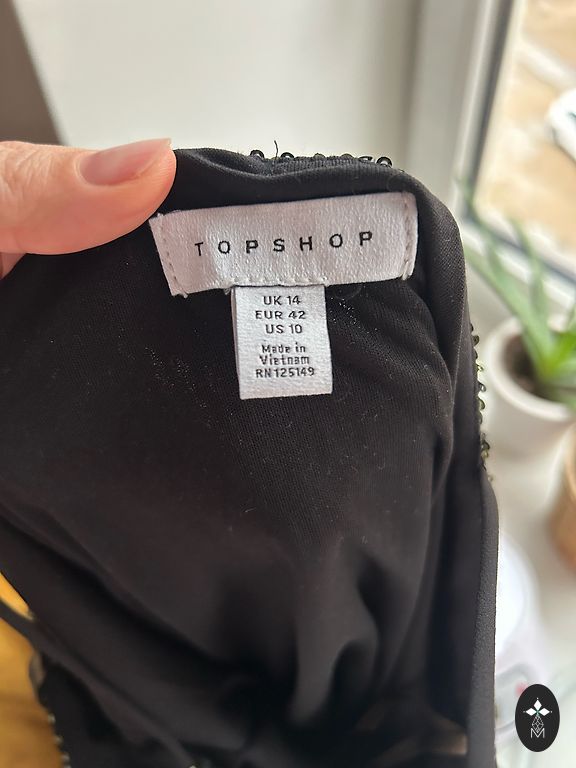 TOPSHOP
UK 14
EUR 42
US 10
Made in
Vietnam
RN125149